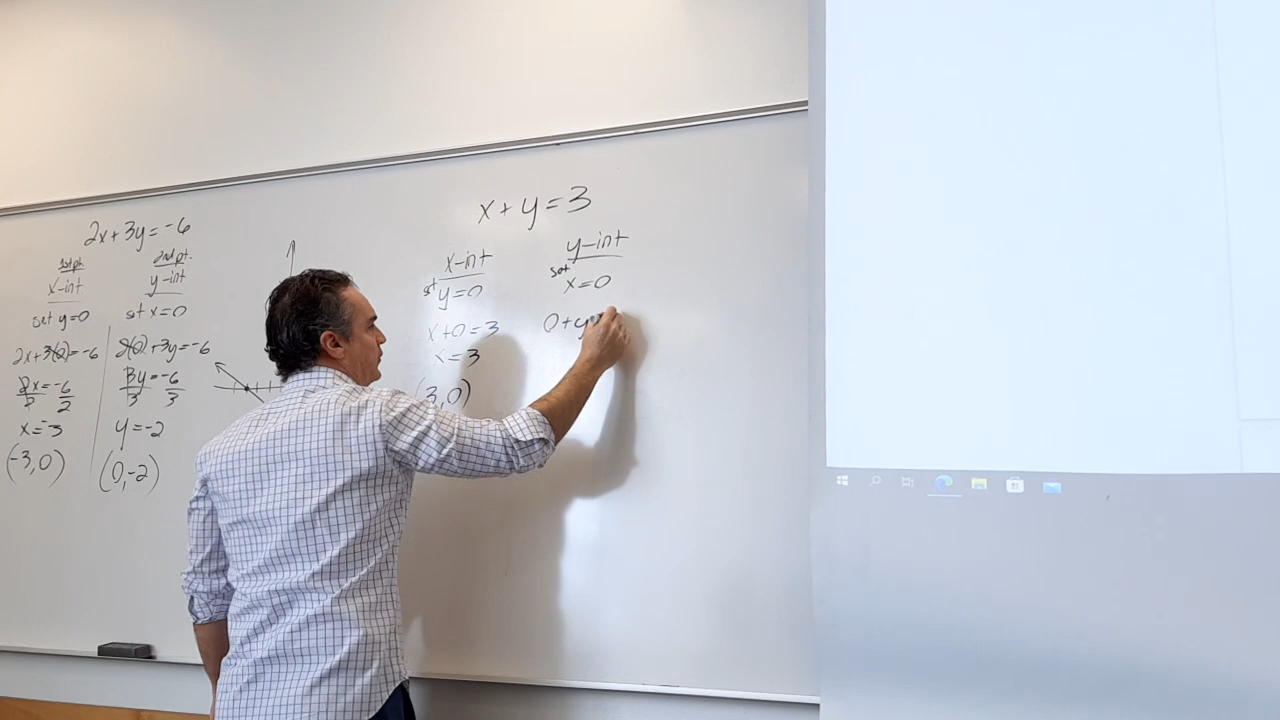 2x+3y=-6
1st pt.
x-int
set y=0
2x+3(0)=-6
2x=-6
2 2
x=-3
(-3,0)
2nd pt.
y-int
set x=0
2(0)+3y=-6
3y=-6
3 3
y=-2
(0,-2)
x+y=3
x-int
set y=0
x+0=3
x=3
(3,0)
y-int
set
x=0
0+y